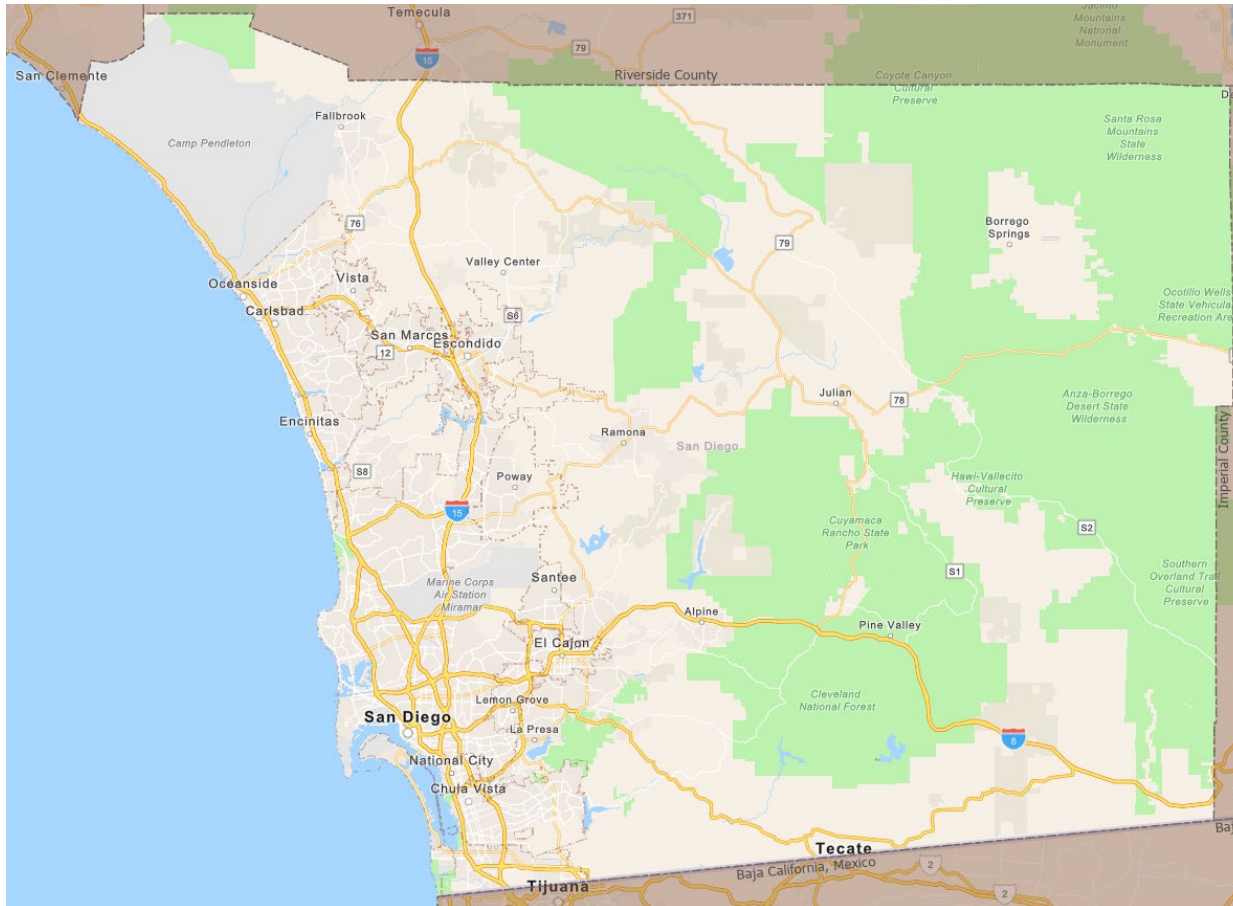 Temecula
371
Jacinto
Mountains
National
Monument
79
15
San Clemente
Riverside County
Coyote Canyon
Cultural
Preserve
Fallbrook
Santa Rosa
Mountains
State
Wilderness
Camp Pendleton
76
Borrego
Springs
79
Valley Center
Oceanside
Vista
Ocotillo Wells
State Vehicular
Recreation Area
Carlsbad
S6
San Marcos
Escondido
12
Julian
78
Anza-Borrego
Desert State
Wilderness
Encinitas
Ramona
San Diego
Imperial County
S8
Poway
Hawi-Vallecito
Cultural
Preserve
15
Cuyamaca
Rancho State
Park
S2
Marine Corps
Air Station
Miramar
Santee
S1
Southern
Overland Trail
Cultural
Preserve
Alpine
Pine Valley
El Cajon
Lemon Grove
Cleveland
National Forest
San Diego
La Presa
8
National City
Chula Vista
Tecate
Baja California, Mexico
2
Tijuana
2